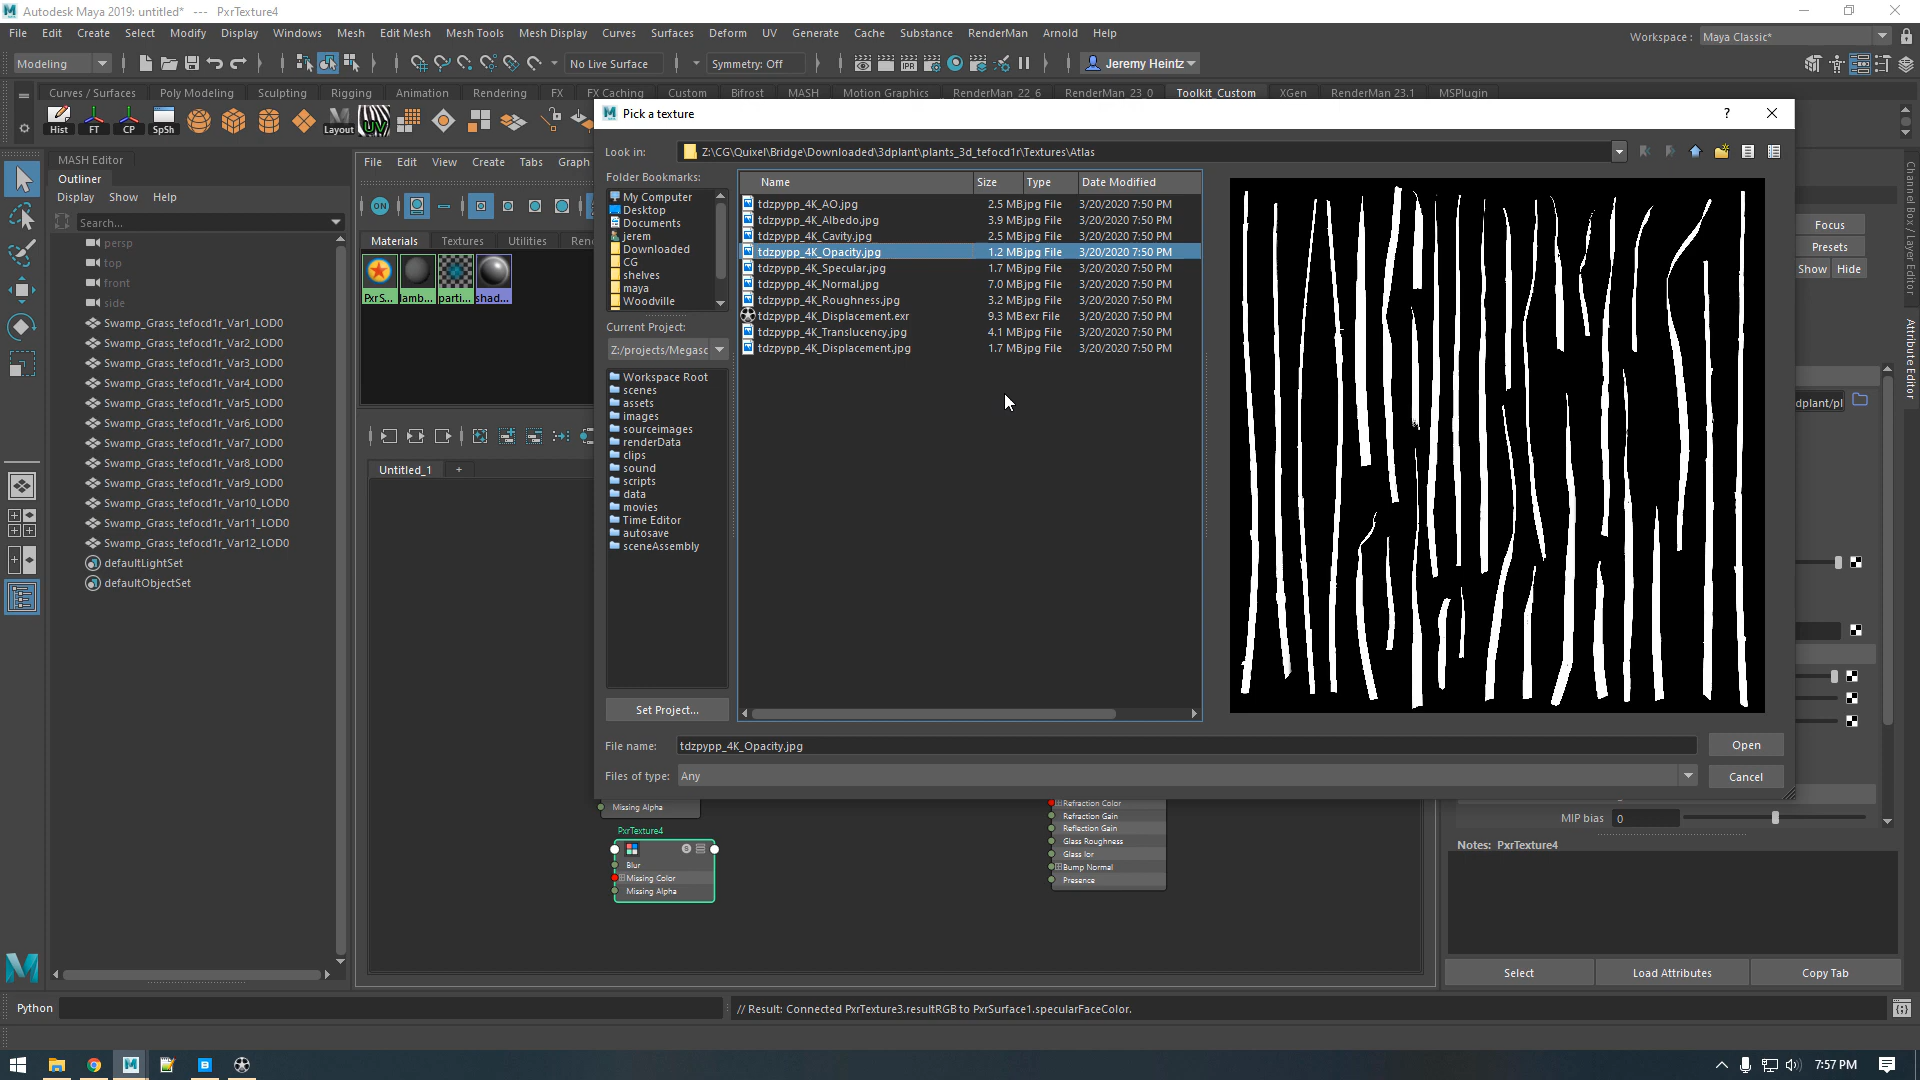 Autodesk Maya 2019: untitled*   ---   PxrTexture4
File Edit Create Select Modify Display Windows Mesh Edit Mesh Mesh Tools Mesh Display Curves Surfaces Deform UV Generate Cache Substance RenderMan Arnold Help
Workspace : Maya Classic*
Modeling No Live Surface Symmetry: Off Jeremy Heintz
Curves / Surfaces Poly Modeling Sculpting Rigging Animation Rendering FX FX Caching Custom Bifrost MASH Motion Graphics RenderMan_22_6 RenderMan_23_0 Toolkit_Custom XGen RenderMan 23.1 MSPlugin
Hist FT CP SpSh Layout UV
Pick a texture
?
MASH Editor
Outliner
Display Show Help
Search...
persp
top
front
side
Swamp_Grass_tefocd1r_Var1_LOD0
Swamp_Grass_tefocd1r_Var2_LOD0
Swamp_Grass_tefocd1r_Var3_LOD0
Swamp_Grass_tefocd1r_Var4_LOD0
Swamp_Grass_tefocd1r_Var5_LOD0
Swamp_Grass_tefocd1r_Var6_LOD0
Swamp_Grass_tefocd1r_Var7_LOD0
Swamp_Grass_tefocd1r_Var8_LOD0
Swamp_Grass_tefocd1r_Var9_LOD0
Swamp_Grass_tefocd1r_Var10_LOD0
Swamp_Grass_tefocd1r_Var11_LOD0
Swamp_Grass_tefocd1r_Var12_LOD0
defaultLightSet
defaultObjectSet
File Edit View Create Tabs Graph
ON
Materials Textures Utilities Ren
PxrS... lamb... parti... shad...
Untitled_1 +
Look in: Z:\CG\Quixel\Bridge\Downloaded\3dplant\plants_3d_tefocd1r\Textures\Atlas
Folder Bookmarks:
My Computer
Desktop
Documents
jerem
Downloaded
CG
shelves
maya
Woodville
Current Project:
Z:/projects/Megasc
Workspace Root
scenes
assets
images
sourceimages
renderData
clips
sound
scripts
data
movies
Time Editor
autosave
sceneAssembly
Set Project...
Name Size Type Date Modified
tdzpypp_4K_AO.jpg 2.5 MB jpg File 3/20/2020 7:50 PM
tdzpypp_4K_Albedo.jpg 3.9 MB jpg File 3/20/2020 7:50 PM
tdzpypp_4K_Cavity.jpg 2.5 MB jpg File 3/20/2020 7:50 PM
tdzpypp_4K_Opacity.jpg 1.2 MB jpg File 3/20/2020 7:50 PM
tdzpypp_4K_Specular.jpg 1.7 MB jpg File 3/20/2020 7:50 PM
tdzpypp_4K_Normal.jpg 7.0 MB jpg File 3/20/2020 7:50 PM
tdzpypp_4K_Roughness.jpg 3.2 MB jpg File 3/20/2020 7:50 PM
tdzpypp_4K_Displacement.exr 9.3 MB exr File 3/20/2020 7:50 PM
tdzpypp_4K_Translucency.jpg 4.1 MB jpg File 3/20/2020 7:50 PM
tdzpypp_4K_Displacement.jpg 1.7 MB jpg File 3/20/2020 7:50 PM
File name: tdzpypp_4K_Opacity.jpg Open
Files of type: Any Cancel
Focus
Presets
Show Hide
dplant/pl
Channel Box / Layer Editor
Attribute Editor
Missing Alpha
PxrTexture4
S
Blur
Missing Color
Missing Alpha
Refraction Color
Refraction Gain
Reflection Gain
Glass Roughness
Glass Ior
Bump Normal
Presence
MIP bias 0
Notes: PxrTexture4
Select Load Attributes Copy Tab
Python // Result: Connected PxrTexture3.resultRGB to PxrSurface1.specularFaceColor.
7:57 PM